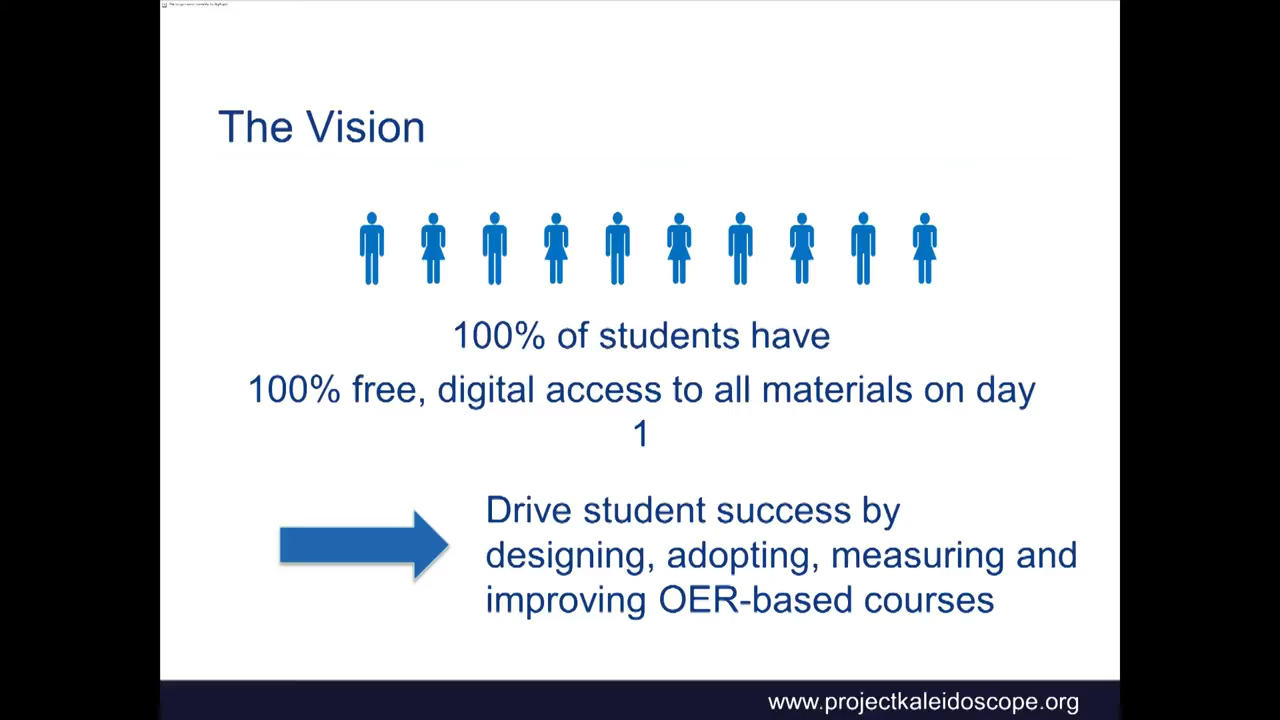 The Vision
100% of students have
100% free, digital access to all materials on day
1
Drive student success by
designing, adopting, measuring and
improving OER-based courses
www.projectkaleidoscope.org